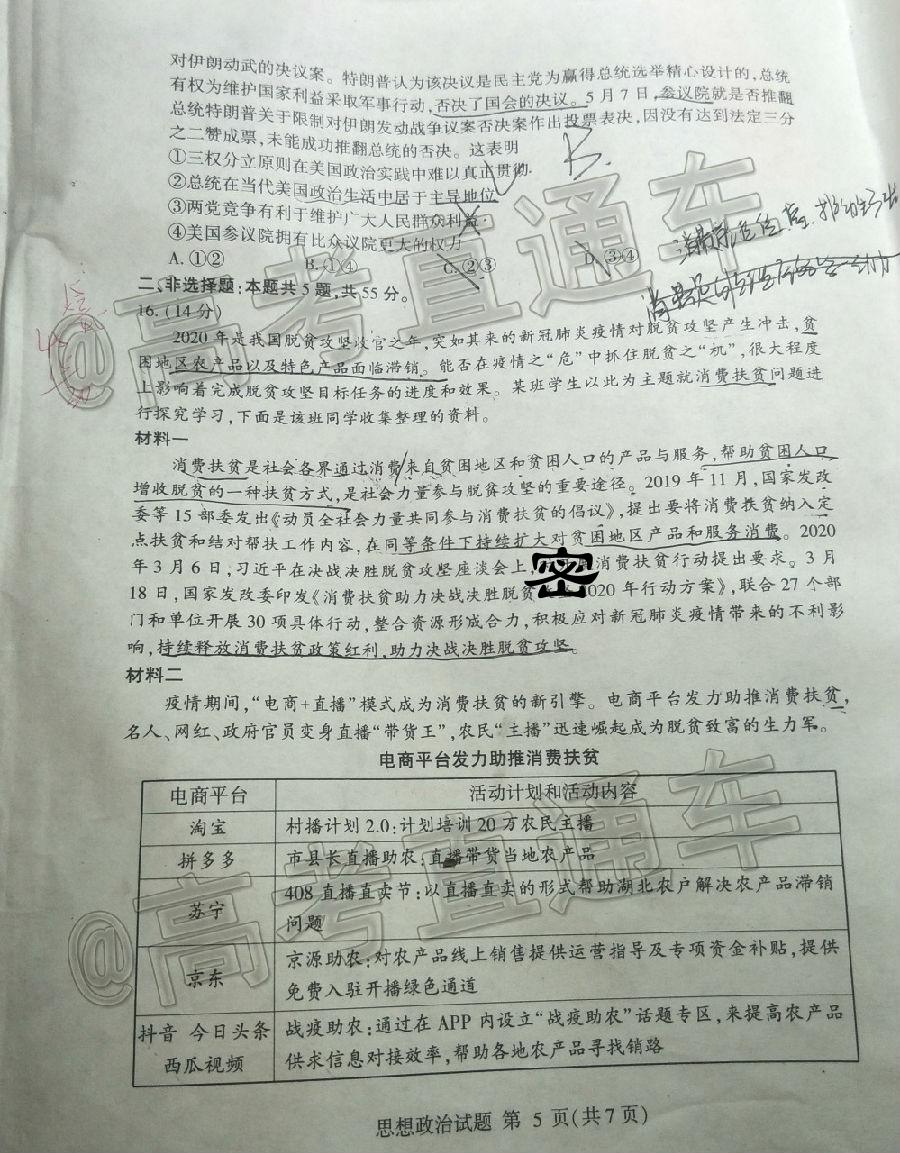 对伊朗动武的决议案。特朗普认为该决议是民主党为赢得总统选举精心设计的,总统
有权为维护国家利益采取军事行动,否决了国会的决议。5月7日,参议院就是否推翻
总统特朗普关于限制对伊朗发动战争议案否决案作出投票表决,因没有达到法定三分
之二赞成票,未能成功推翻总统的否决。这表明
①三权分立原则在美国政治实践中难以真正贯彻
②总统在当代美国政治生活中居于主导地位
③两党竞争有利于维护广大人民群众利益
④美国参议院拥有比众议院更大的权力
A.①② B.①④ C.②③ D.③④
B.
二、非选择题:本题共5题,共55分。
16.(14分)
2020年是我国脱贫攻坚收官之年,突如其来的新冠肺炎疫情对脱贫攻坚产生冲击,贫
困地区农产品以及特色产品面临滞销。能否在疫情之“危”中抓住脱贫之“机”,很大程度
上影响着完成脱贫攻坚目标任务的进度和效果。某班学生以此为主题就消费扶贫问题进
行探究学习,下面是该班同学收集整理的资料。
材料一
消费扶贫是社会各界通过消费来自贫困地区和贫困人口的产品与服务,帮助贫困人口
增收脱贫的一种扶贫方式,是社会力量参与脱贫攻坚的重要途径。2019年11月,国家发改
委等15部委发出《动员全社会力量共同参与消费扶贫的倡议》,提出要将消费扶贫纳入定
点扶贫和结对帮扶工作内容,在同等条件下持续扩大对贫困地区产品和服务消费。2020
年3月6日,习近平在决战决胜脱贫攻坚座谈会上,密消费扶贫行动提出要求。3月
18日,国家发改委印发《消费扶贫助力决战决胜脱贫2020年行动方案》,联合27个部
门和单位开展30项具体行动,整合资源形成合力,积极应对新冠肺炎疫情带来的不利影
响,持续释放消费扶贫政策红利,助力决战决胜脱贫攻坚。
材料二
疫情期间,“电商+直播”模式成为消费扶贫的新引擎。电商平台发力助推消费扶贫,
名人、网红、政府官员变身直播“带货王”,农民“主播”迅速崛起成为脱贫致富的生力军。
电商平台发力助推消费扶贫
电商平台 活动计划和活动内容
淘宝 村播计划2.0:计划培训20万农民主播
拼多多 市县长直播助农:直播带货当地农产品
苏宁 408直播直卖节:以直播直卖的形式帮助湖北农户解决农产品滞销
问题
京东 京源助农:对农产品线上销售提供运营指导及专项资金补贴,提供
免费入驻开播绿色通道
抖音 今日头条 战疫助农:通过在APP内设立“战疫助农”话题专区,来提高农产品
西瓜视频 供求信息对接效率,帮助各地农产品寻找销路
思想政治试题 第5页(共7页)
@高考直通车
@高考直通车